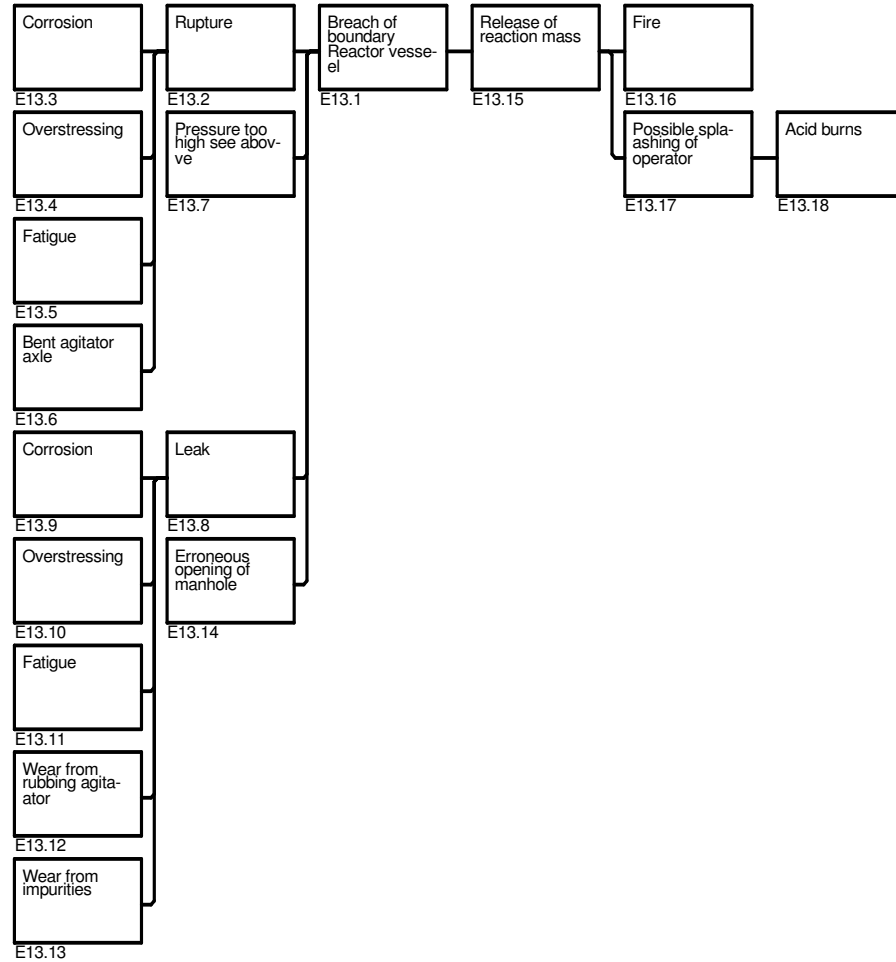 Corrosion
E13.3
Rupture
E13.2
Breach of
boundary
Reactor vesse-
el
E13.1
Release of
reaction mass
E13.15
Fire
E13.16
Overstressing
E13.4
Pressure too
high see abov-
ve
E13.7
Possible spla-
ashing of
operator
E13.17
Acid burns
E13.18
Fatigue
E13.5
Bent agitator
axle
E13.6
Corrosion
E13.9
Leak
E13.8
Overstressing
E13.10
Erroneous
opening of
manhole
E13.14
Fatigue
E13.11
Wear from
rubbing agita-
ator
E13.12
Wear from
impurities
E13.13